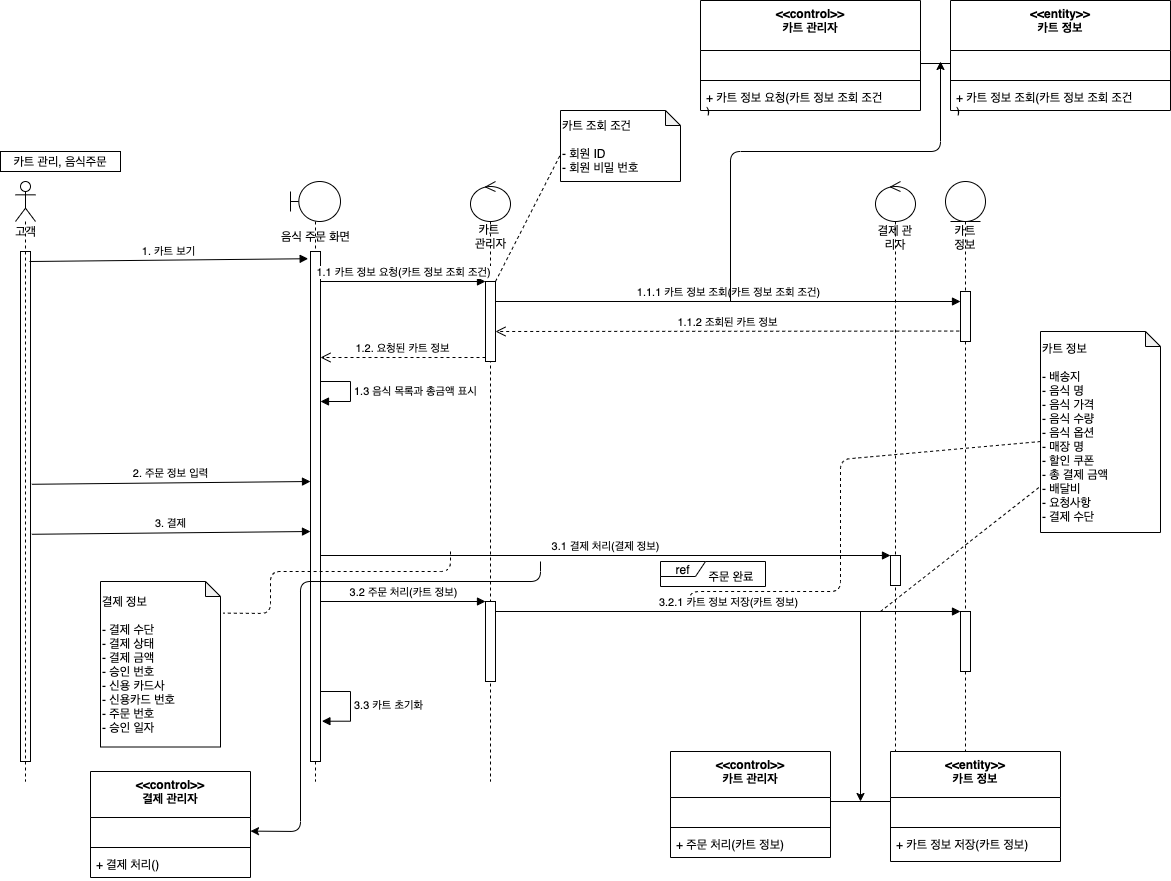 <<control>>
카트 관리자
+ 카트 정보 요청(카트 정보 조회 조건
)
<<entity>>
카트 정보
+ 카트 정보 조회(카트 정보 조회 조건
)
카트 조회 조건
- 회원 ID
- 회원 비밀 번호
카트 관리, 음식주문
고객
음식 주문 화면
카트
관리자
결제 관
리자
카트
정보
1. 카트 보기
1.1 카트 정보 요청(카트 정보 조회 조건)
1.1.1 카트 정보 조회(카트 정보 조회 조건)
1.1.2 조회된 카트 정보
1.2. 요청된 카트 정보
1.3 음식 목록과 총금액 표시
카트 정보
- 배송지
- 음식 명
- 음식 가격
- 음식 수량
- 음식 옵션
- 매장 명
- 할인 쿠폰
- 총 결제 금액
- 배달비
- 요청사항
- 결제 수단
2. 주문 정보 입력
3. 결제
3.1 결제 처리(결제 정보)
ref
주문 완료
3.2 주문 처리(카트 정보)
3.2.1 카트 정보 저장(카트 정보)
결제 정보
- 결제 수단
- 결제 상태
- 결제 금액
- 승인 번호
- 신용 카드사
- 신용카드 번호
- 주문 번호
- 승인 일자
3.3 카트 초기화
<<control>>
결제 관리자
+ 결제 처리()
<<control>>
카트 관리자
+ 주문 처리(카트 정보)
<<entity>>
카트 정보
+ 카트 정보 저장(카트 정보)